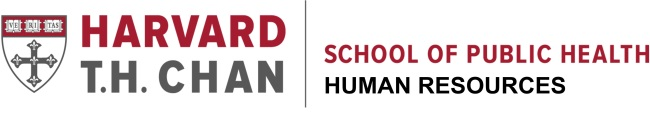 VE RI TAS
HARVARD
T.H. CHAN
SCHOOL OF PUBLIC HEALTH
HUMAN RESOURCES